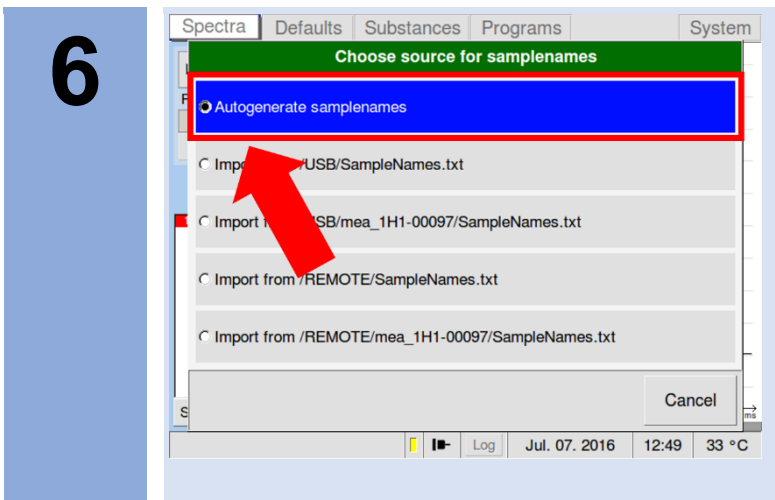 6
Spectra Defaults Substances Programs System
Choose source for samplenames
Autogenerate samplenames
/USB/SampleNames.txt
Import SB/mea_1H1-00097/SampleNames.txt
Import from /REMOTE/SampleNames.txt
Import from /REMOTE/mea_1H1-00097/SampleNames.txt
Cancel
S ms
Log Jul. 07. 2016 12:49 33 °C